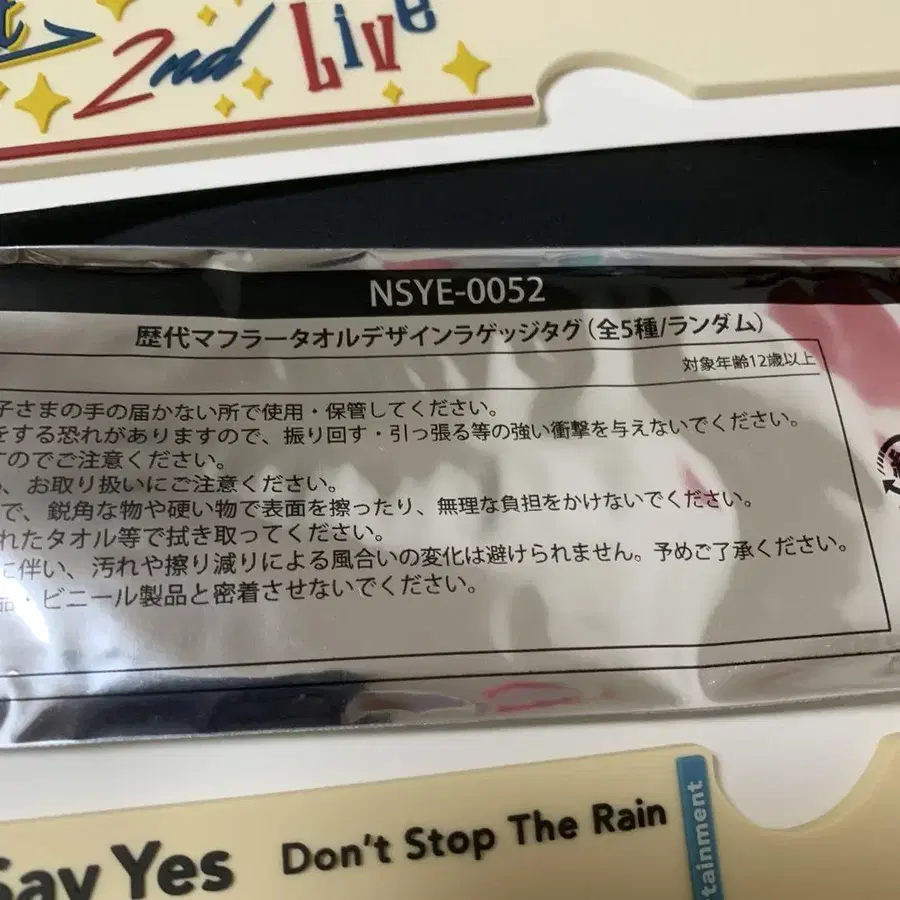 2nd Live
NSYE-0052
歴代マフラータオルデザインラゲッジタグ(全5種/ランダム)
対象年齢12歳以上
子さまの手の届かない所で使用・保管してください。
をする恐れがありますので、振り回す・引っ張る等の強い衝撃を与えないでください。
すのでご注意ください。
、お取り扱いにご注意ください。
で、鋭角な物や硬い物で表面を擦ったり、無理な負担をかけないでください。
れたタオル等で拭き取ってください。
に伴い、汚れや擦り減りによる風合いの変化は避けられません。予めご了承ください。
品・ビニール製品と密着させないでください。
Say Yes Don't Stop The Rain
tainment